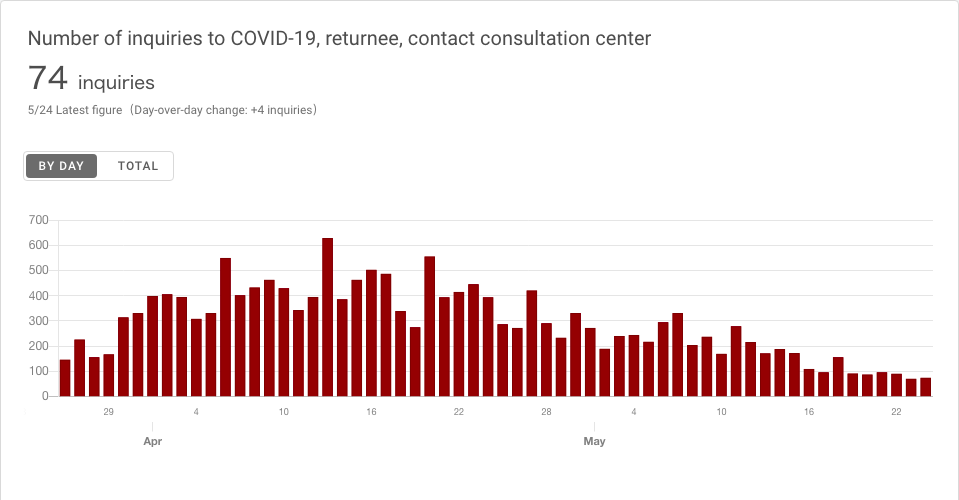 Number of inquiries to COVID-19, returnee, contact consultation center
74 inquiries
5/24 Latest figure（Day-over-day change: +4 inquiries）
BY DAY TOTAL
700
600
500
400
300
200
100
0
29 4 10 16 22 28 4 10 16 22
Apr May